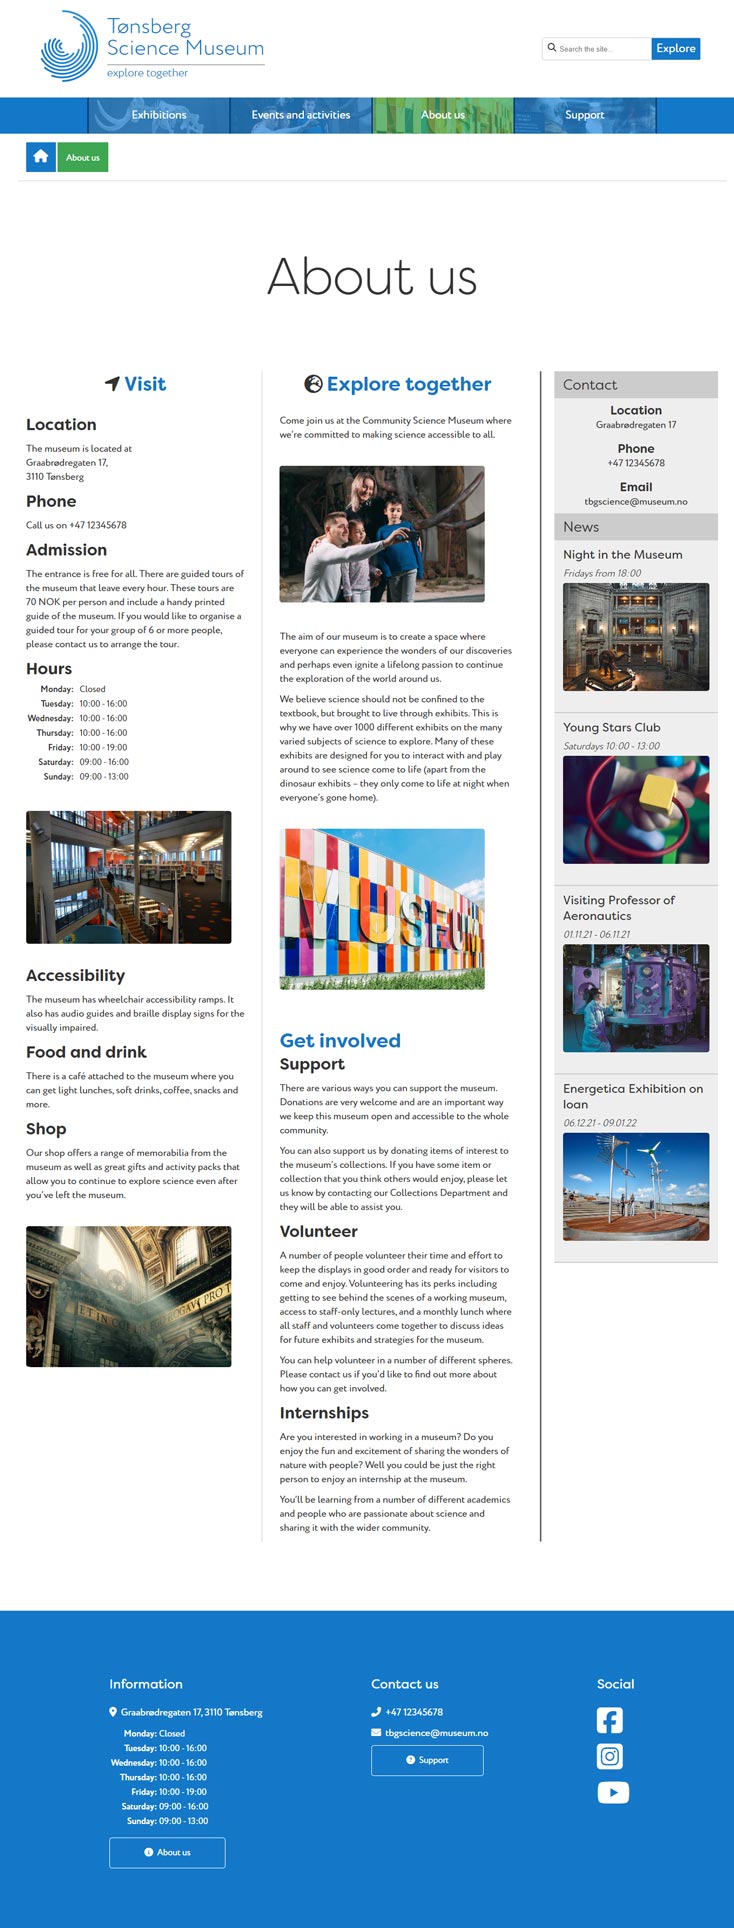 Tønsberg
Science Museum
explore together
Search the site...
Explore
Exhibitions
Events and activities
About us
Support
About us
About us
Visit
Location
The museum is located at
Graabrødregaten 17,
3110 Tønsberg
Phone
Call us on +47 12345678
Admission
The entrance is free for all. There are guided tours of
the museum that leave every hour. These tours are
70 NOK per person and include a handy printed
guide of the museum. If you would like to organise a
guided tour for your group of 6 or more people,
please contact us to arrange the tour.
Hours
Monday: Closed
Tuesday: 10:00 - 16:00
Wednesday: 10:00 - 16:00
Thursday: 10:00 - 16:00
Friday: 10:00 - 19:00
Saturday: 09:00 - 16:00
Sunday: 09:00 - 13:00
Accessibility
The museum has wheelchair accessibility ramps. It
also has audio guides and braille display signs for the
visually impaired.
Food and drink
There is a café attached to the museum where you
can get light lunches, soft drinks, coffee, snacks and
more.
Shop
Our shop offers a range of memorabilia from the
museum as well as great gifts and activity packs that
allow you to continue to explore science even after
you've left the museum.
Explore together
Come join us at the Community Science Museum where
we're committed to making science accessible to all.
The aim of our museum is to create a space where
everyone can experience the wonders of our discoveries
and perhaps even ignite a lifelong passion to continue
the exploration of the world around us.
We believe science should not be confined to the
textbook, but brought to live through exhibits. This is
why we have over 1000 different exhibits on the many
varied subjects of science to explore. Many of these
exhibits are designed for you to interact with and play
around to see science come to life (apart from the
dinosaur exhibits – they only come to life at night when
everyone's gone home).
MUSEUM
Get involved
Support
There are various ways you can support the museum.
Donations are very welcome and are an important way
we keep this museum open and accessible to the whole
community.
You can also support us by donating items of interest to
the museum's collections. If you have some item or
collection that you think others would enjoy, please let
us know by contacting our Collections Department and
they will be able to assist you.
Volunteer
A number of people volunteer their time and effort to
keep the displays in good order and ready for visitors to
come and enjoy. Volunteering has its perks including
getting to see behind the scenes of a working museum,
access to staff-only lectures, and a monthly lunch where
all staff and volunteers come together to discuss ideas
for future exhibits and strategies for the museum.
You can help volunteer in a number of different spheres.
Please contact us if you'd like to find out more about
how you can get involved.
Internships
Are you interested in working in a museum? Do you
enjoy the fun and excitement of sharing the wonders of
nature with people? Well you could be just the right
person to enjoy an internship at the museum.
You'll be learning from a number of different academics
and people who are passionate about science and
sharing it with the wider community.
Contact
Location
Graabrødregaten 17
Phone
+47 12345678
Email
tbgscience@museum.no
News
Night in the Museum
Fridays from 18:00
Young Stars Club
Saturdays 10:00 - 13:00
Visiting Professor of
Aeronautics
01.11.21 - 06.11.21
Energetica Exhibition on
loan
06.12.21 - 09.01.22
Information
Graabrødregaten 17, 3110 Tønsberg
Monday: Closed
Tuesday: 10:00 - 16:00
Wednesday: 10:00 - 16:00
Thursday: 10:00 - 16:00
Friday: 10:00 - 19:00
Saturday: 09:00 - 16:00
Sunday: 09:00 - 13:00
About us
Contact us
+47 12345678
tbgscience@museum.no
Support
Social